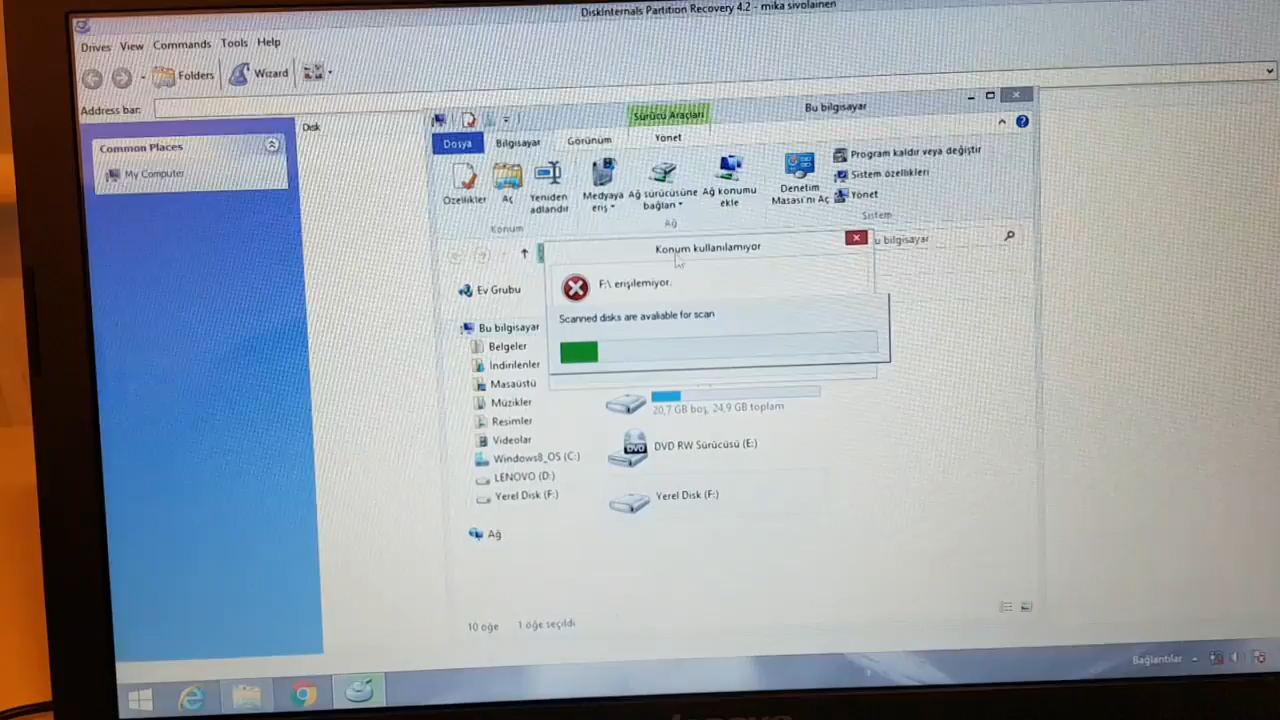 DiskInternals Partition Recovery 4.2 - mika sivolainen
Drives View Commands Tools Help
Folders Wizard
Address bar:
Disk
Common Places
My Computer
Sürücü Araçları
Bu bilgisayar
Dosya Bilgisayar Görünüm Yönet
Özellikler
Aç
Yeniden
adlandır
Medyaya
eriş
Ağ sürücüsüne
bağlan
Ağ konumu
ekle
Denetim
Masası'nı Aç
Program kaldır veya değiştir
Sistem özellikleri
Yönet
Konum
Ağ
Sistem
Konum kullanılamıyor
u bilgisayar
F:\ erişilemiyor.
Scanned disks are avaliable for scan
Ev Grubu
Bu bilgisayar
Belgeler
İndirilenler
Masaüstü
Müzikler
Resimler
Videolar
Windows8_OS (C:)
LENOVO (D:)
Yerel Disk (F:)
Ağ
20,7 GB boş, 24,9 GB toplam
DVD RW Sürücüsü (E:)
Yerel Disk (F:)
10 öğe 1 öğe seçildi
Bağlantılar